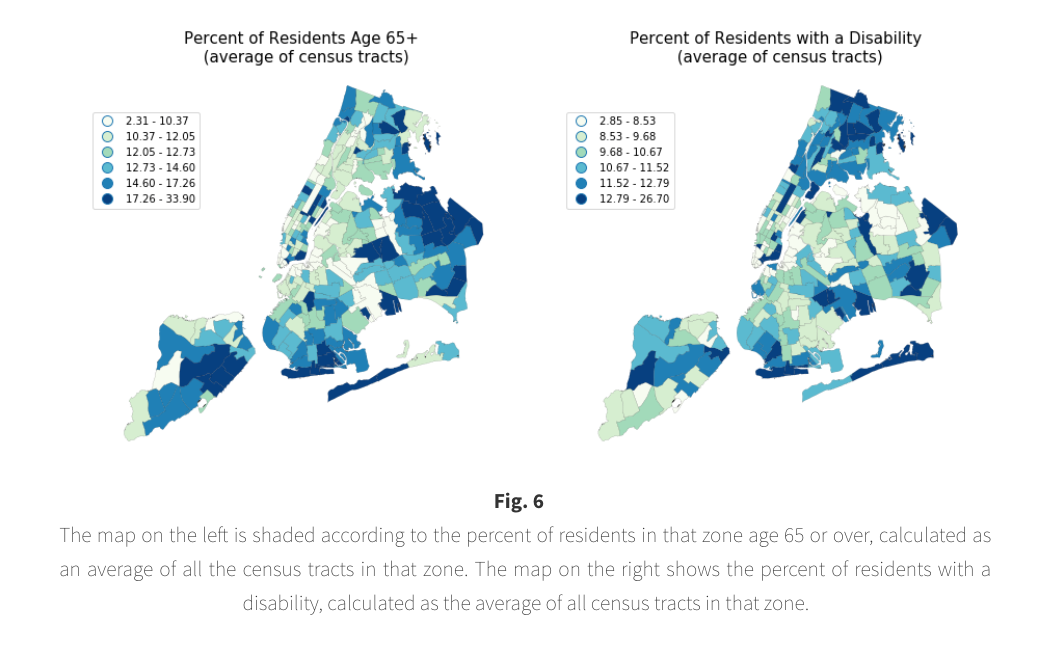 Percent of Residents Age 65+
(average of census tracts)
2.31 - 10.37
10.37 - 12.05
12.05 - 12.73
12.73 - 14.60
14.60 - 17.26
17.26 - 33.90
Percent of Residents with a Disability
(average of census tracts)
2.85 - 8.53
8.53 - 9.68
9.68 - 10.67
10.67 - 11.52
11.52 - 12.79
12.79 - 26.70
Fig. 6
The map on the left is shaded according to the percent of residents in that zone age 65 or over, calculated as
an average of all the census tracts in that zone. The map on the right shows the percent of residents with a
disability, calculated as the average of all census tracts in that zone.